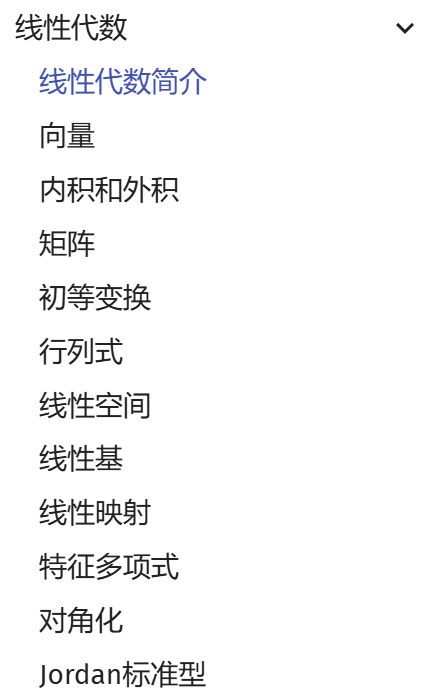 线性代数
线性代数简介
向量
内积和外积
矩阵
初等变换
行列式
线性空间
线性基
线性映射
特征多项式
对角化
Jordan标准型